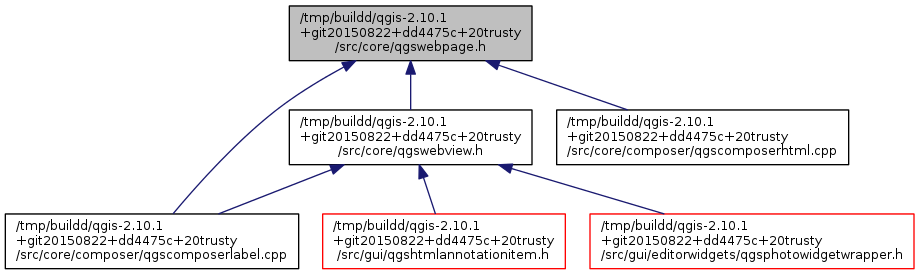 /tmp/buildd/qgis-2.10.1
+git20150822+dd4475c+20trusty
/src/core/qgswebpage.h
/tmp/buildd/qgis-2.10.1
+git20150822+dd4475c+20trusty
/src/core/qgswebview.h
/tmp/buildd/qgis-2.10.1
+git20150822+dd4475c+20trusty
/src/core/composer/qgscomposerhtml.cpp
/tmp/buildd/qgis-2.10.1
+git20150822+dd4475c+20trusty
/src/core/composer/qgscomposerlabel.cpp
/tmp/buildd/qgis-2.10.1
+git20150822+dd4475c+20trusty
/src/gui/qgshtmlannotationitem.h
/tmp/buildd/qgis-2.10.1
+git20150822+dd4475c+20trusty
/src/gui/editorwidgets/qgsphotowidgetwrapper.h